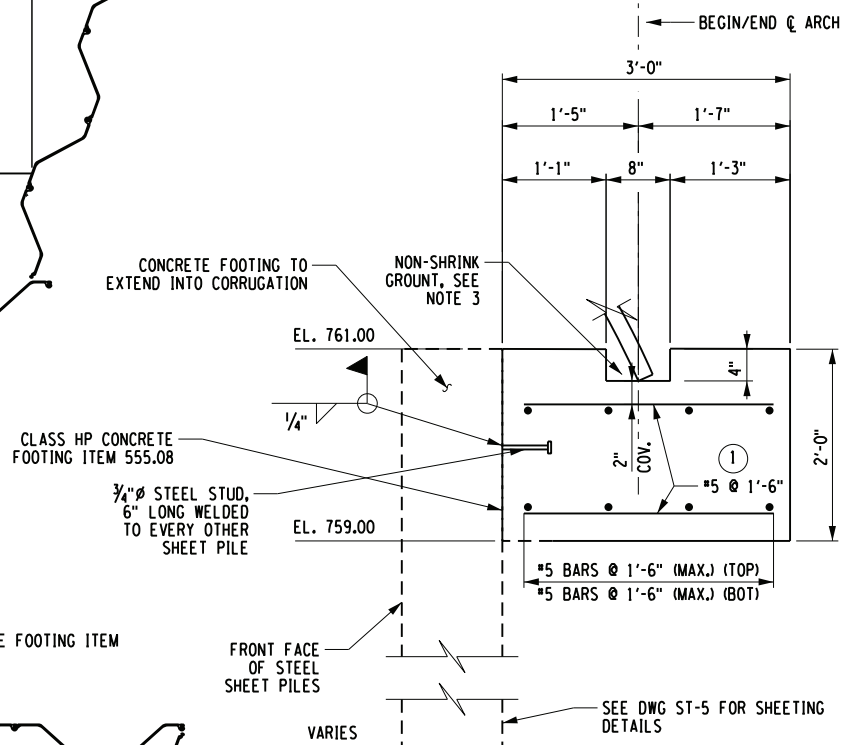 BEGIN/END ℄ ARCH
3'-0"
1'-5"
1'-7"
1'-1"
8"
1'-3"
CONCRETE FOOTING TO
EXTEND INTO CORRUGATION
NON-SHRINK
GROUNT, SEE
NOTE 3
EL. 761.00
4"
1/4"
CLASS HP CONCRETE
FOOTING ITEM 555.08
2"
COV.
1
2'-0"
3/4"Ø STEEL STUD,
6" LONG WELDED
TO EVERY OTHER
SHEET PILE
#5 @ 1'-6"
EL. 759.00
#5 BARS @ 1'-6" (MAX.) (TOP)
#5 BARS @ 1'-6" (MAX.) (BOT)
E FOOTING ITEM
FRONT FACE
OF STEEL
SHEET PILES
SEE DWG ST-5 FOR SHEETING
DETAILS
VARIES